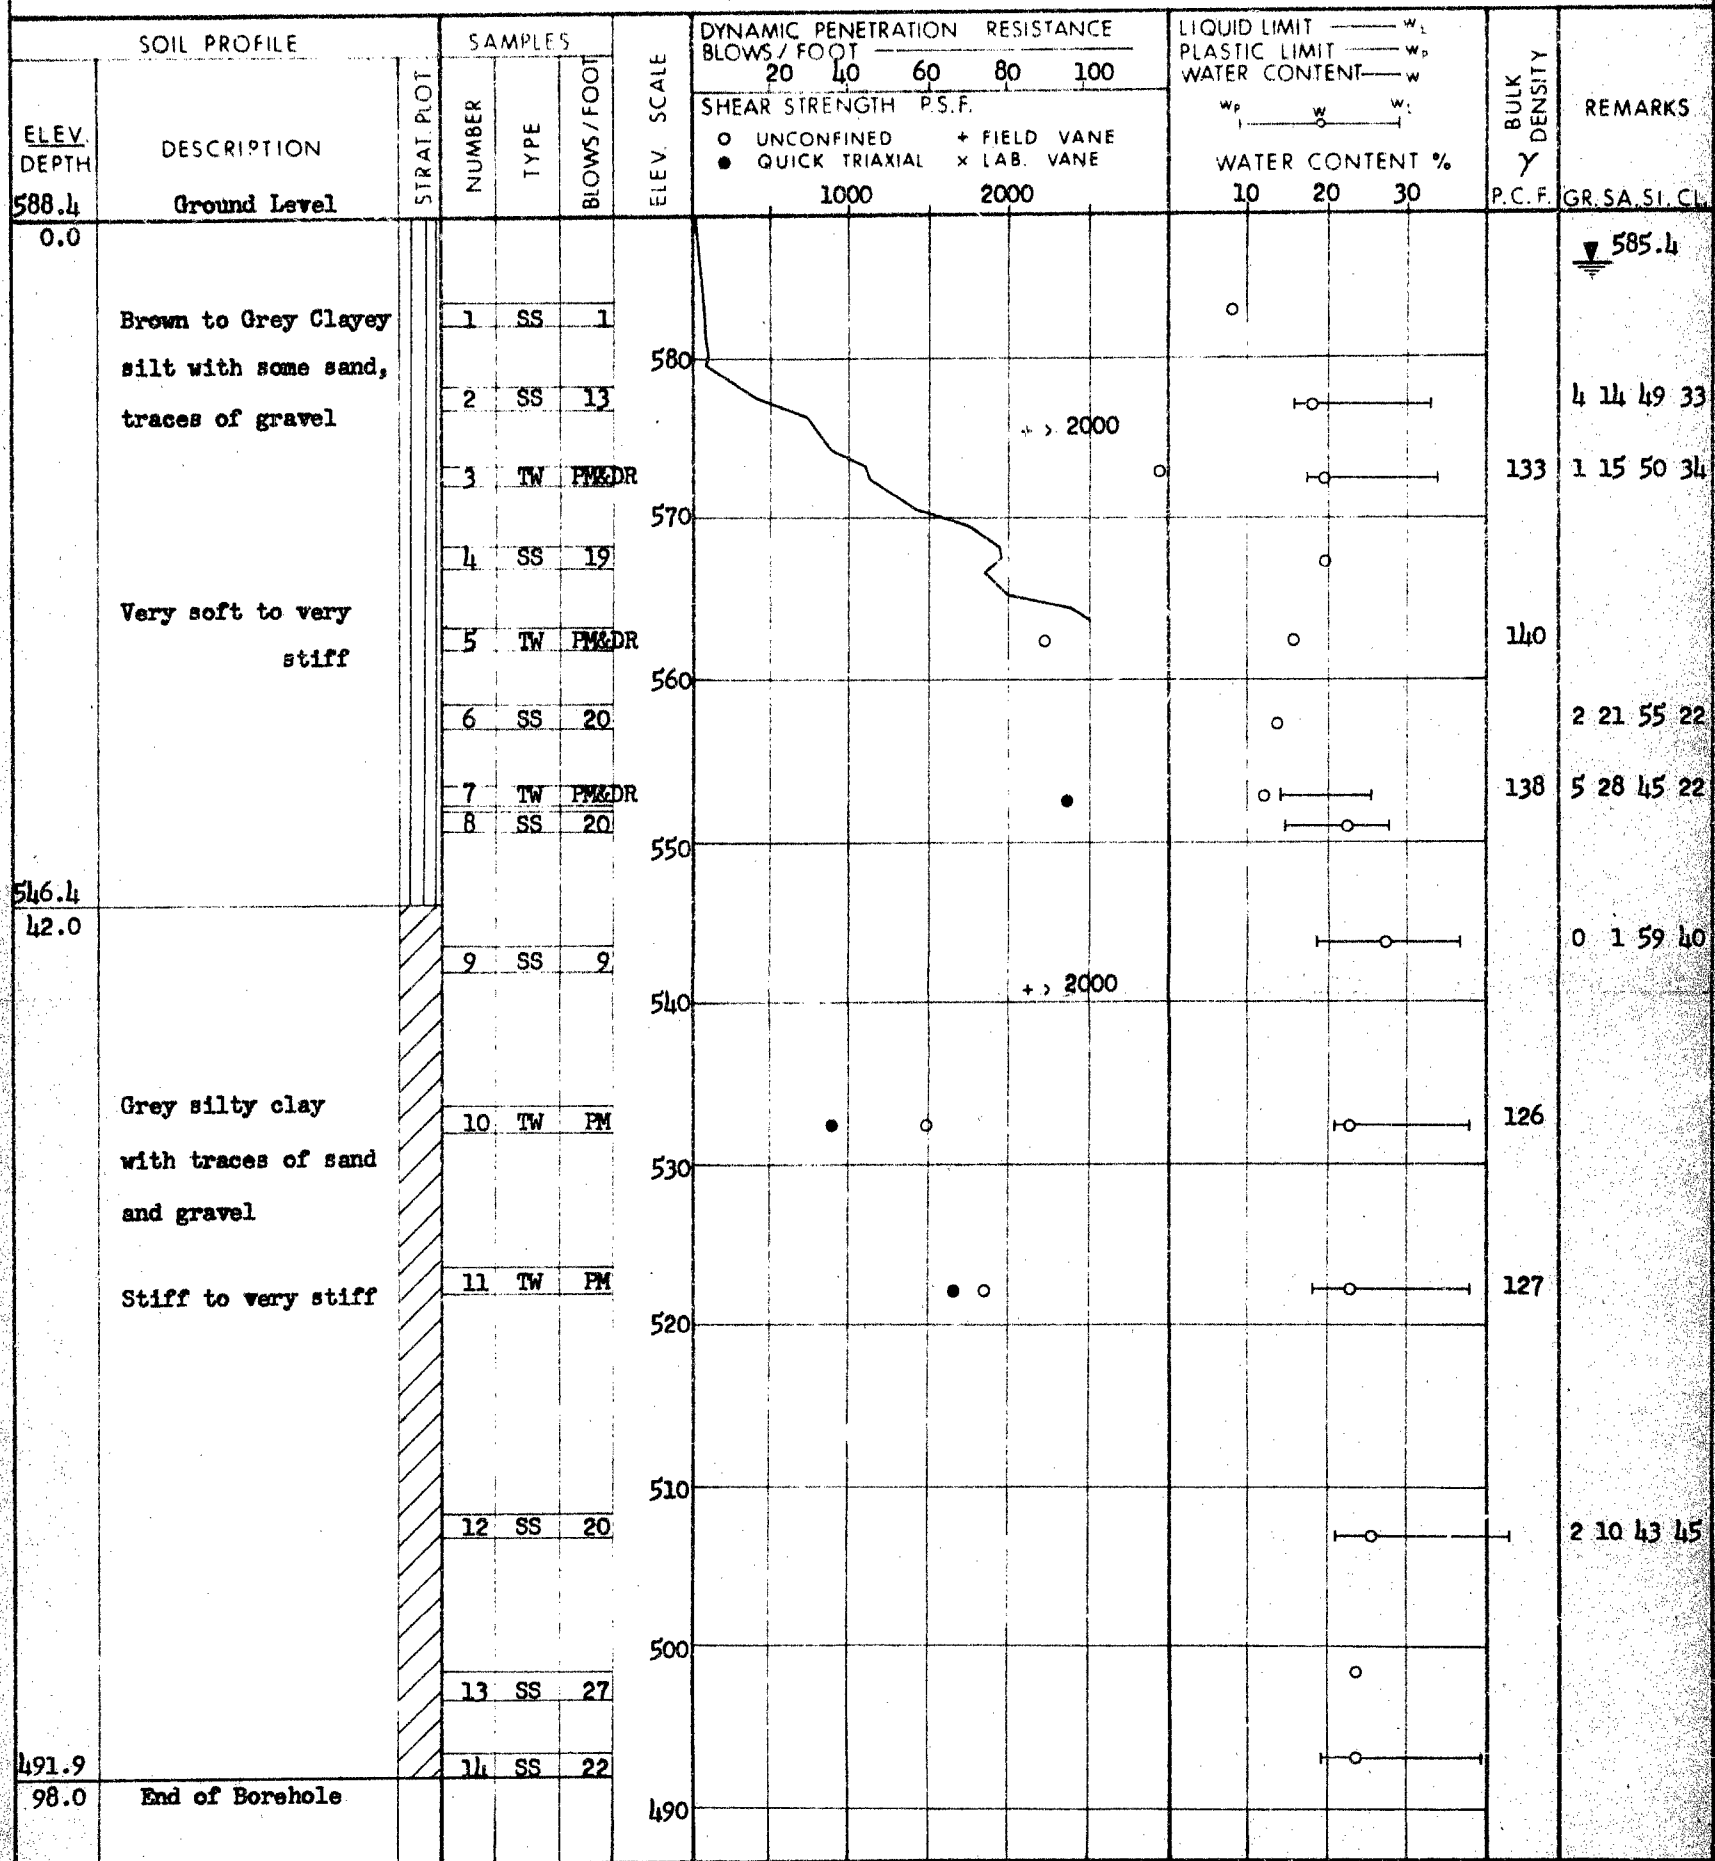 SOIL PROFILE
SAMPLES
ELEV. SCALE
DYNAMIC PENETRATION RESISTANCE
BLOWS / FOOT
20 40 60 80 100
SHEAR STRENGTH P.S.F.
○ UNCONFINED + FIELD VANE
● QUICK TRIAXIAL × LAB. VANE
1000 2000
LIQUID LIMIT — wL
PLASTIC LIMIT — wP
WATER CONTENT — w
wP w wL
WATER CONTENT %
10 20 30
BULK DENSITY
γ
P.C.F.
REMARKS
GR. SA. SI. CL.
ELEV.
DEPTH
DESCRIPTION
STRAT. PLOT
NUMBER
TYPE
BLOWS / FOOT
588.4 Ground Level
0.0
585.4
Brown to Grey Clayey
silt with some sand,
traces of gravel
1 SS 1
580
2 SS 13
4 14 49 33
+ > 2000
3 TW PM&DR
133 1 15 50 34
570
4 SS 19
Very soft to very
stiff
5 TW PM&DR
140
560
6 SS 20
2 21 55 22
7 TW PM&DR
138 5 28 45 22
8 SS 20
550
546.4
42.0
0 1 59 40
9 SS 9
+ > 2000
540
Grey silty clay
with traces of sand
and gravel
10 TW PM
126
530
Stiff to very stiff
11 TW PM
127
520
510
12 SS 20
2 10 43 45
500
13 SS 27
14 SS 22
491.9
98.0 End of Borehole
490